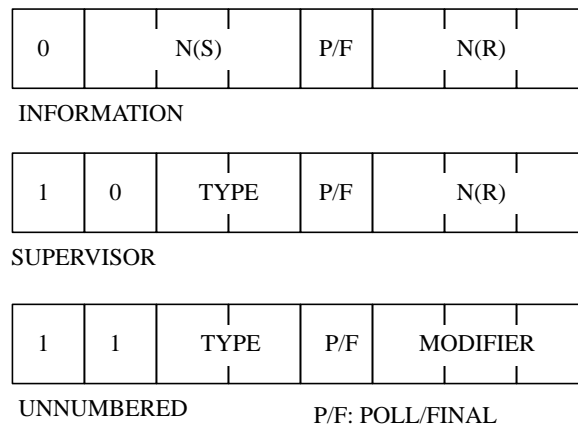 0 N(S) P/F N(R)
INFORMATION
1 0 TYPE P/F N(R)
SUPERVISOR
1 1 TYPE P/F MODIFIER
UNNUMBERED P/F: POLL/FINAL